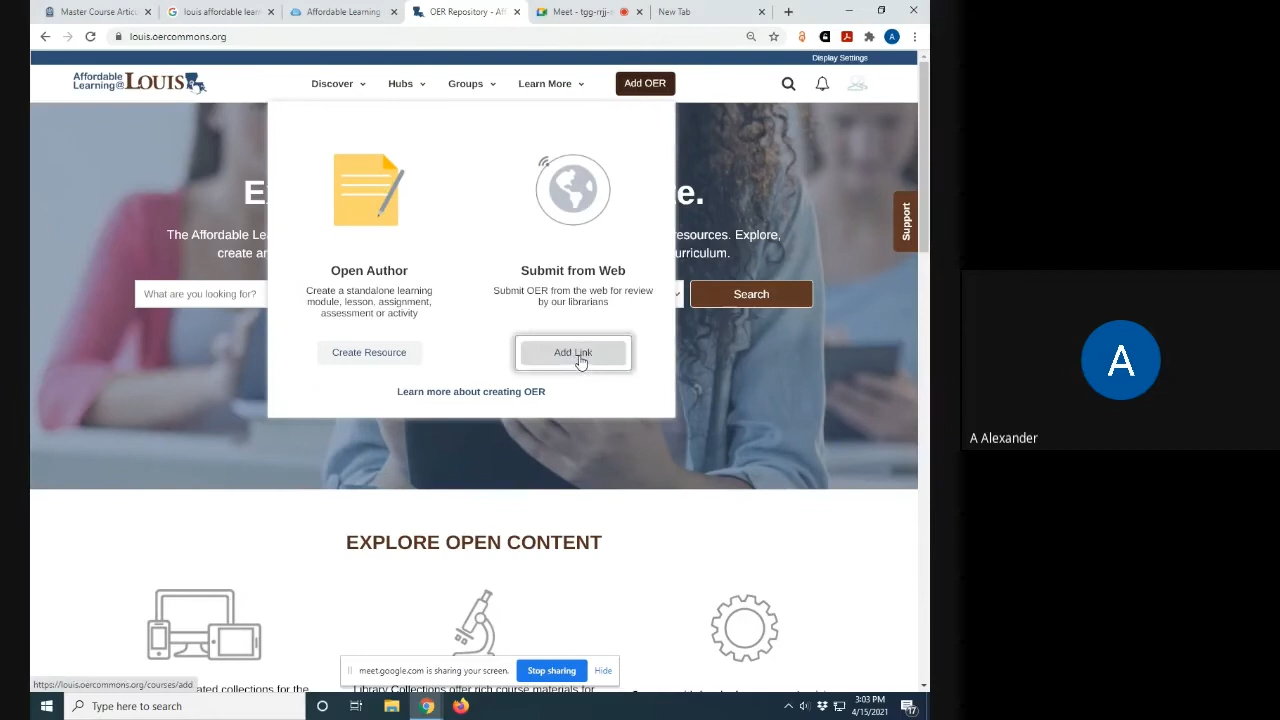 Master Course Artic
louis affordable lear
Affordable Learning
OER Repository - Aff
Meet - tgg-rrjj-
New Tab
louis.oercommons.org
A
Display Settings
Affordable
Learning@LOUIS
Discover
Hubs
Groups
Learn More
Add OER
Ex
te.
The Affordable Lea
resources. Explore,
create an
urriculum.
What are you looking for?
Search
Support
Open Author
Create a standalone learning
module, lesson, assignment,
assessment or activity
Create Resource
Submit from Web
Submit OER from the web for review
by our librarians
Add Link
Learn more about creating OER
EXPLORE OPEN CONTENT
meet.google.com is sharing your screen.
Stop sharing
Hide
https://louis.oercommons.org/courses/add
ated collections for the
Library Collections offer rich course materials for
Type here to search
3:03 PM
4/15/2021
17
A
A Alexander